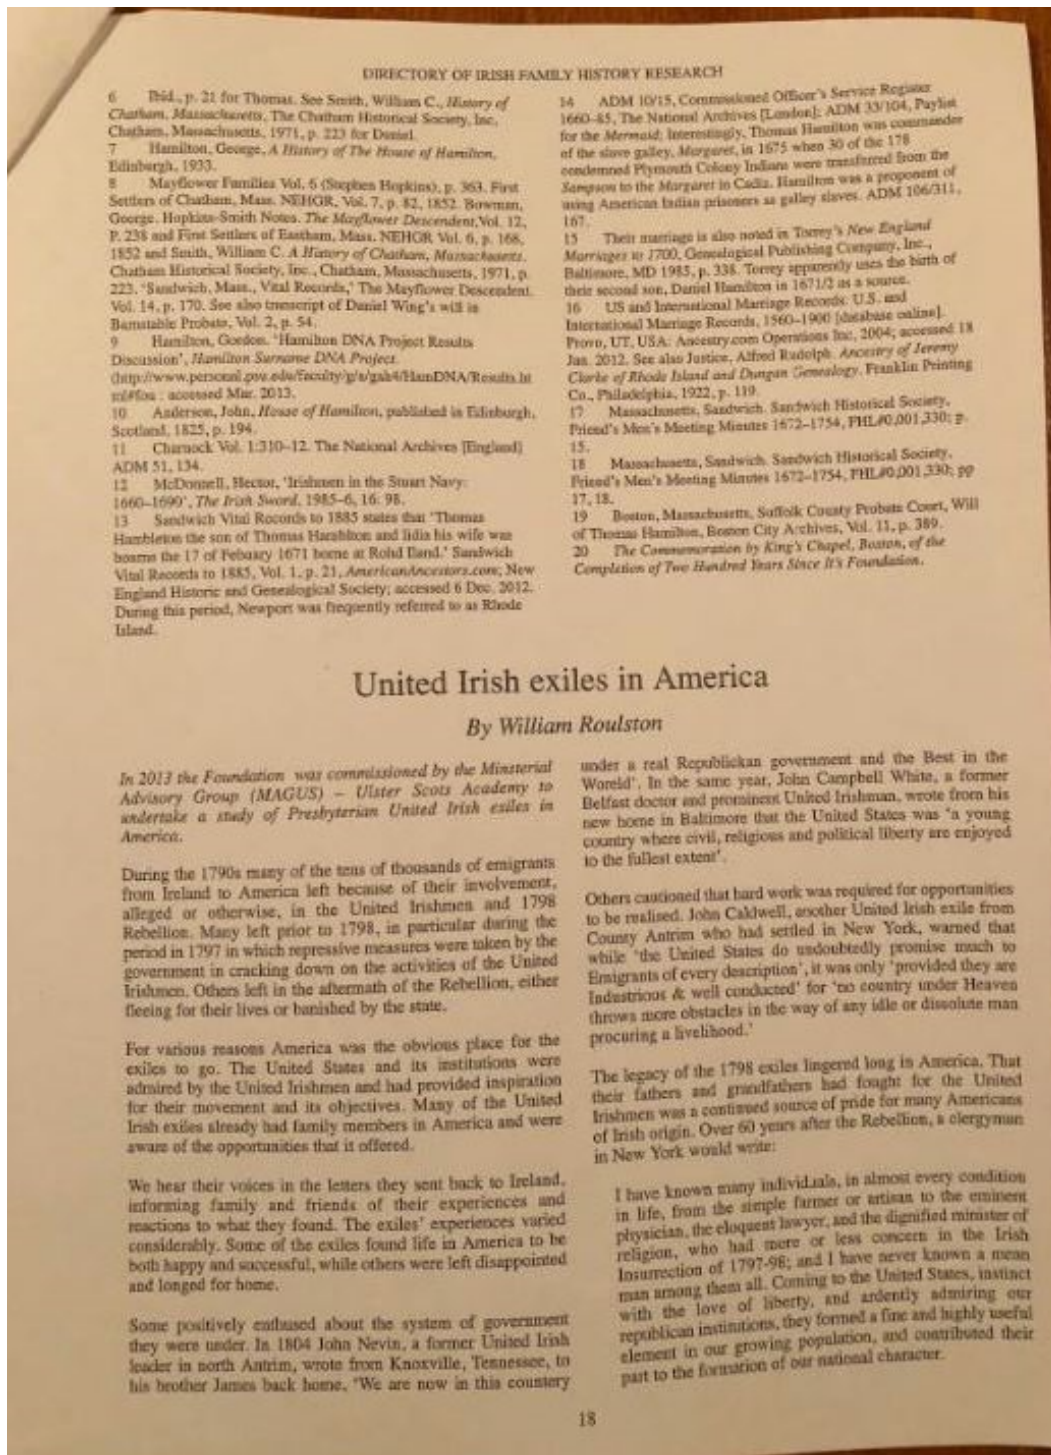 DIRECTORY OF IRISH FAMILY HISTORY RESEARCH
6 Ibid., p. 21 for Thomas. See Smith, William C., History of
Chatham, Massachusetts, The Chatham Historical Society, Inc,
Chatham, Massachusetts, 1971, p. 223 for Daniel.
7 Hamilton, George, A History of The House of Hamilton,
Edinburgh, 1933.
8 Mayflower Families Vol. 6 (Stephen Hopkins), p. 363. First
Settlers of Chatham, Mass. NEHGR, Vol. 7, p. 82, 1852. Bowman,
George. Hopkins-Smith Notes. The Mayflower Descendent, Vol. 12,
P. 238 and First Settlers of Eastham, Mass. NEHGR Vol. 6, p. 168,
1852 and Smith, William C. A History of Chatham, Massachusetts.
Chatham Historical Society, Inc., Chatham, Massachusetts, 1971, p.
223. 'Sandwich, Mass., Vital Records,' The Mayflower Descendent.
Vol. 14, p. 170. See also transcript of Daniel Wing's will in
Barnstable Probate, Vol. 2, p. 54.
9 Hamilton, Gordon. 'Hamilton DNA Project Results
Discussion', Hamilton Surname DNA Project.
accessed Mar. 2013.
10 Anderson, John, House of Hamilton, published in Edinburgh,
Scotland, 1825, p. 194.
11 Charnock Vol. 1:310–12. The National Archives [England]
ADM 51, 134.
12 McDonnell, Hector, 'Irishmen in the Stuart Navy:
1660–1690', The Irish Sword, 1985–6, 16: 98.
13 Sandwich Vital Records to 1885 states that 'Thomas
Hambleton the son of Thomas and lidia his wife was
bourne the 17 of Febuary 1671 borne at Rohd Iland.' Sandwich
Vital Records to 1885, Vol. 1, p. 21, AmericanAncestors.com; New
England Historic and Genealogical Society; accessed 6 Dec. 2012.
During this period, Newport was frequently referred to as Rhode
Island.
14 ADM 10/15, Commissioned Officer's Service Register
1660–85, The National Archives [London]; ADM 33/104, Paylist
for the Mermaid; Interestingly, Thomas Hamilton was commander
of the slave galley, Margaret, in 1675 when 30 of the 178
condemned Plymouth Colony Indians were transferred from the
Sampson to the Margaret in Cadiz. Hamilton was a proponent of
using American Indian prisoners as galley slaves. ADM 106/311,
167.
15 Their marriage is also noted in Torrey's New England
Marriages to 1700, Genealogical Publishing Company, Inc.,
Baltimore, MD 1985, p. 338. Torrey apparently uses the birth of
their second son, Daniel Hamilton in 1671/2 as a source.
16 US and International Marriage Records. U.S. and
International Marriage Records, 1560–1900 [database online].
Provo, UT, USA: Ancestry.com Operations Inc, 2004; accessed 18
Jan. 2012. See also Justice, Alfred Rudolph. Ancestry of Jeremy
Clarke of Rhode Island and Dungan Genealogy. Franklin Printing
Co., Philadelphia, 1922, p. 119.
17 Massachusetts, Sandwich. Sandwich Historical Society,
Friend's Men's Meeting Minutes 1672–1754, FHL#0,001,330; p.
15.
18 Massachusetts, Sandwich. Sandwich Historical Society,
Friend's Men's Meeting Minutes 1672–1754, FHL#0,001,330; pp
17, 18.
19 Boston, Massachusetts, Suffolk County Probate Court, Will
of Thomas Hamilton, Boston City Archives, Vol. 11, p. 389.
20 The Commemoration by King's Chapel, Boston, of the
Completion of Two Hundred Years Since It's Foundation.
United Irish exiles in America
By William Roulston
In 2013 the Foundation was commissioned by the Minsterial
Advisory Group (MAGUS) – Ulster Scots Academy to
undertake a study of Presbyterian United Irish exiles in
America.
During the 1790s many of the tens of thousands of emigrants
from Ireland to America left because of their involvement,
alleged or otherwise, in the United Irishmen and 1798
Rebellion. Many left prior to 1798, in particular during the
period in 1797 in which repressive measures were token by the
government in cracking down on the activities of the United
Irishmen. Others left in the aftermath of the Rebellion, either
fleeing for their lives or banished by the state.
For various reasons America was the obvious place for the
exiles to go. The United States and its institutions were
admired by the United Irishmen and had provided inspiration
for their movement and its objectives. Many of the United
Irish exiles already had family members in America and were
aware of the opportunities that it offered.
We hear their voices in the letters they sent back to Ireland,
informing family and friends of their experiences and
reactions to what they found. The exiles' experiences varied
considerably. Some of the exiles found life in America to be
both happy and successful, while others were left disappointed
and longed for home.
Some positively enthused about the system of government
they were under. In 1804 John Nevin, a former United Irish
leader in north Antrim, wrote from Knoxville, Tennessee, to
his brother James back home, 'We are now in this countery
under a real Republickan government and the Best in the
Woreld'. In the same year, John Campbell White, a former
Belfast doctor and prominent United Irishman, wrote from his
new home in Baltimore that the United States was 'a young
country where civil, religious and political liberty are enjoyed
to the fullest extent'.
Others cautioned that hard work was required for opportunities
to be realised. John Caldwell, another United Irish exile from
County Antrim who had settled in New York, warned that
while 'the United States do undoubtedly promise much to
Emigrants of every description', it was only 'provided they are
Industrious & well conducted' for 'no country under Heaven
throws more obstacles in the way of any idle or dissolute man
procuring a livelihood.'
The legacy of the 1798 exiles lingered long in America. That
their fathers and grandfathers had fought for the United
Irishmen was a continued source of pride for many Americans
of Irish origin. Over 60 years after the Rebellion, a clergyman
in New York would write:
I have known many individuals, in almost every condition
in life, from the simple farmer or artisan to the eminent
physician, the eloquent lawyer, and the dignified minister of
religion, who had more or less concern in the Irish
Insurrection of 1797-98; and I have never known a mean
man among them all. Coming to the United States, instinct
with the love of liberty, and ardently admiring our
republican institutions, they formed a fine and highly useful
element in our growing population, and contributed their
part to the formation of our national character.
18